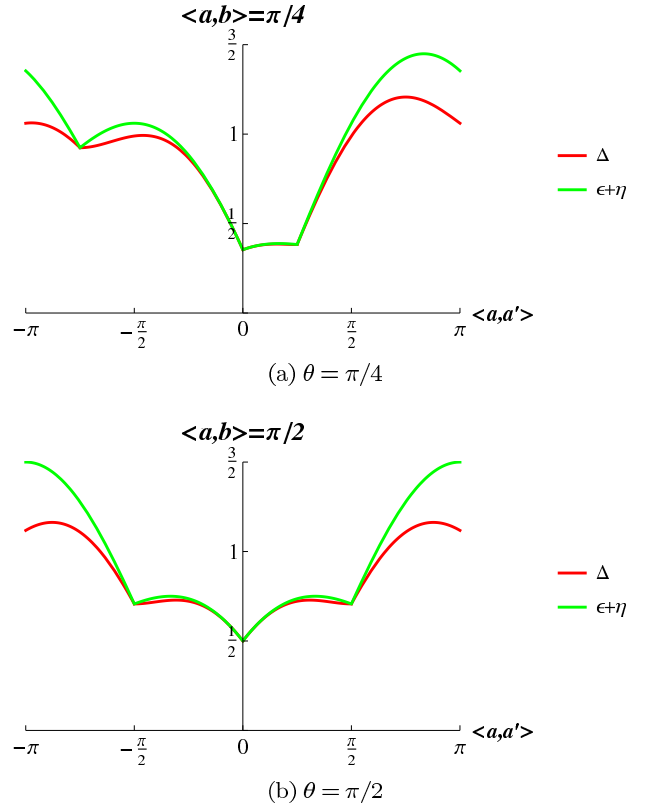 <a,b>=π/4
3/2
1
1/2
Δ
ϵ+η
−π
−π/2
0
π/2
π
<a,a′>
(a) θ = π/4
<a,b>=π/2
3/2
1
1/2
Δ
ϵ+η
−π
−π/2
0
π/2
π
<a,a′>
(b) θ = π/2